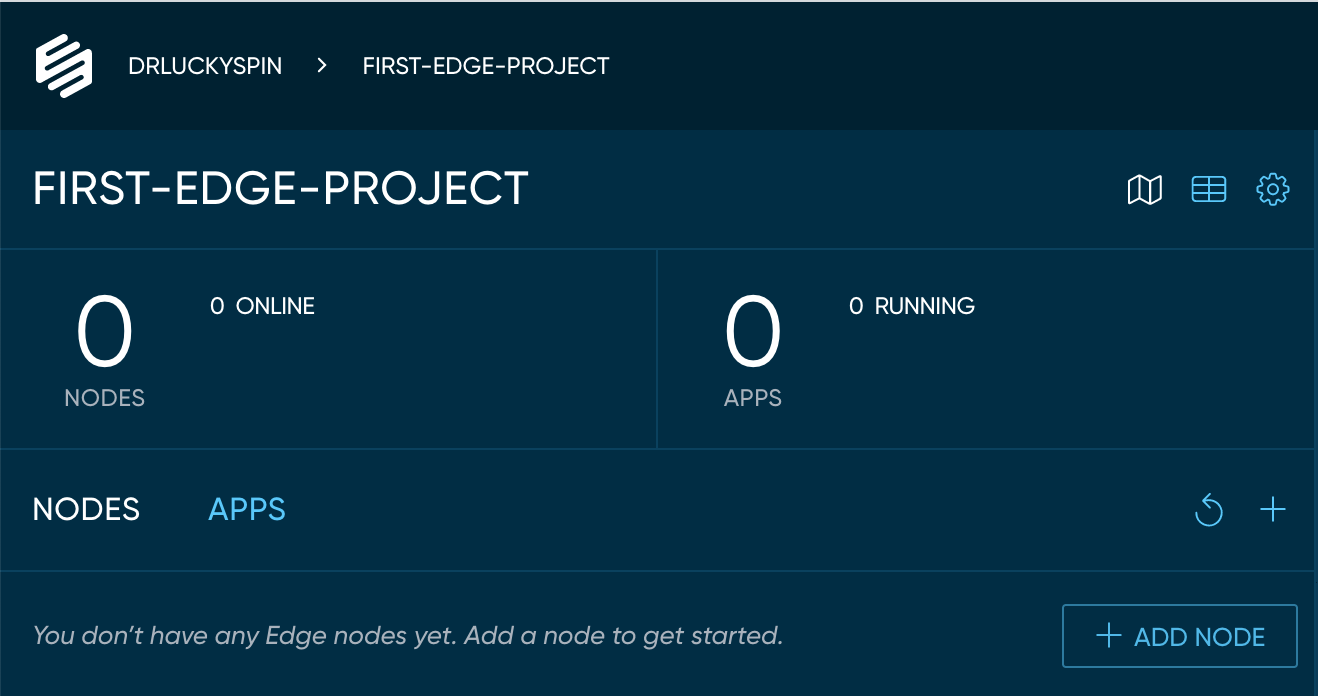 DRLUCKYSPIN > FIRST-EDGE-PROJECT
FIRST-EDGE-PROJECT
0 0 ONLINE
NODES
0 0 RUNNING
APPS
NODES APPS
You don't have any Edge nodes yet. Add a node to get started.
+ ADD NODE